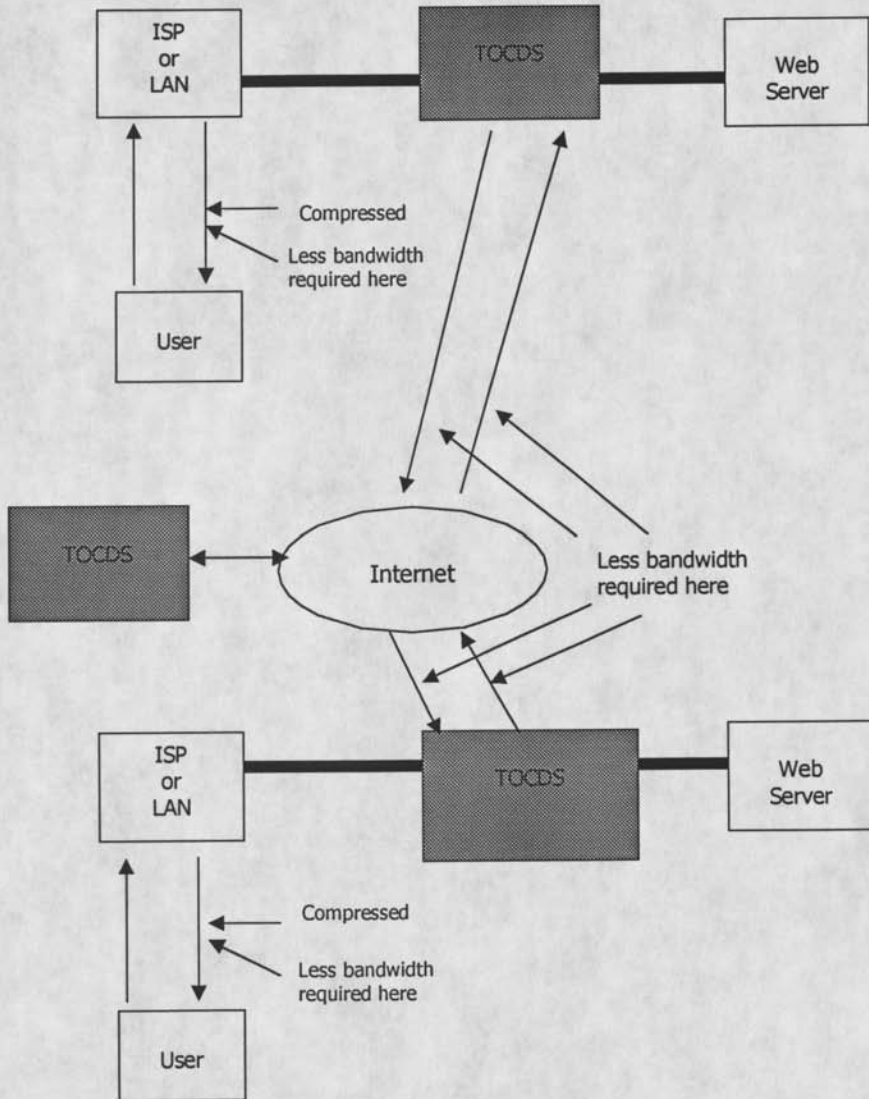 ISP
or
LAN
TOCDS
Web
Server
Compressed
Less bandwidth
required here
User
TOCDS
Internet
Less bandwidth
required here
ISP
or
LAN
TOCDS
Web
Server
Compressed
Less bandwidth
required here
User